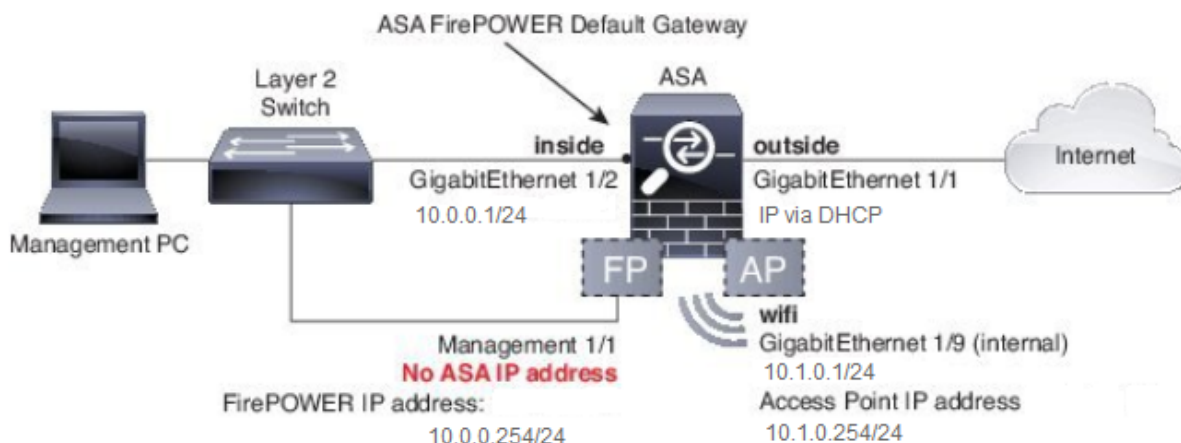 ASA FirePOWER Default Gateway
Layer 2
Switch
ASA
inside
outside
Internet
GigabitEthernet 1/2
GigabitEthernet 1/1
10.0.0.1/24
IP via DHCP
Management PC
FP
AP
wifi
Management 1/1
GigabitEthernet 1/9 (internal)
No ASA IP address
10.1.0.1/24
FirePOWER IP address:
Access Point IP address
10.0.0.254/24
10.1.0.254/24